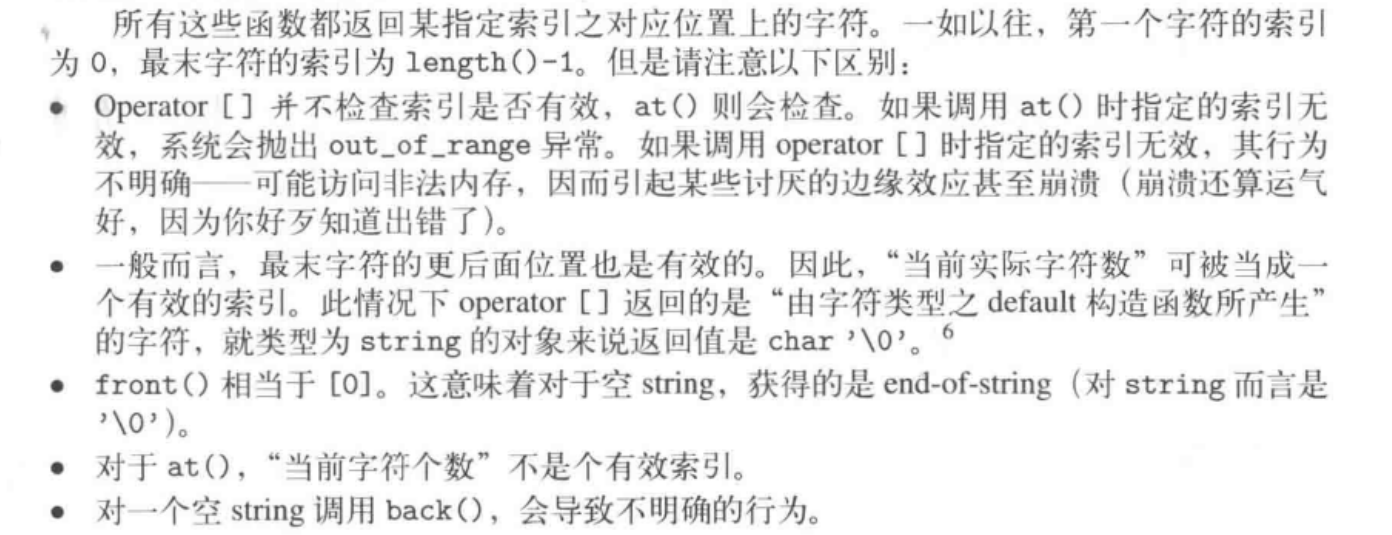 所有这些函数都返回某指定索引之对应位置上的字符。一如以往，第一个字符的索引
为 0，最末字符的索引为 length()-1。但是请注意以下区别：
• Operator [] 并不检查索引是否有效，at() 则会检查。如果调用 at() 时指定的索引无
效，系统会抛出 out_of_range 异常。如果调用 operator [] 时指定的索引无效，其行为
不明确——可能访问非法内存，因而引起某些讨厌的边缘效应甚至崩溃（崩溃还算运气
好，因为你好歹知道出错了）。
• 一般而言，最末字符的更后面位置也是有效的。因此，“当前实际字符数”可被当成一
个有效的索引。此情况下 operator [] 返回的是“由字符类型之 default 构造函数所产生”
的字符，就类型为 string 的对象来说返回值是 char '\0'。6
• front() 相当于 [0]。这意味着对于空 string，获得的是 end-of-string（对 string 而言是
'\0'）。
• 对于 at()，“当前字符个数”不是个有效索引。
• 对一个空 string 调用 back()，会导致不明确的行为。